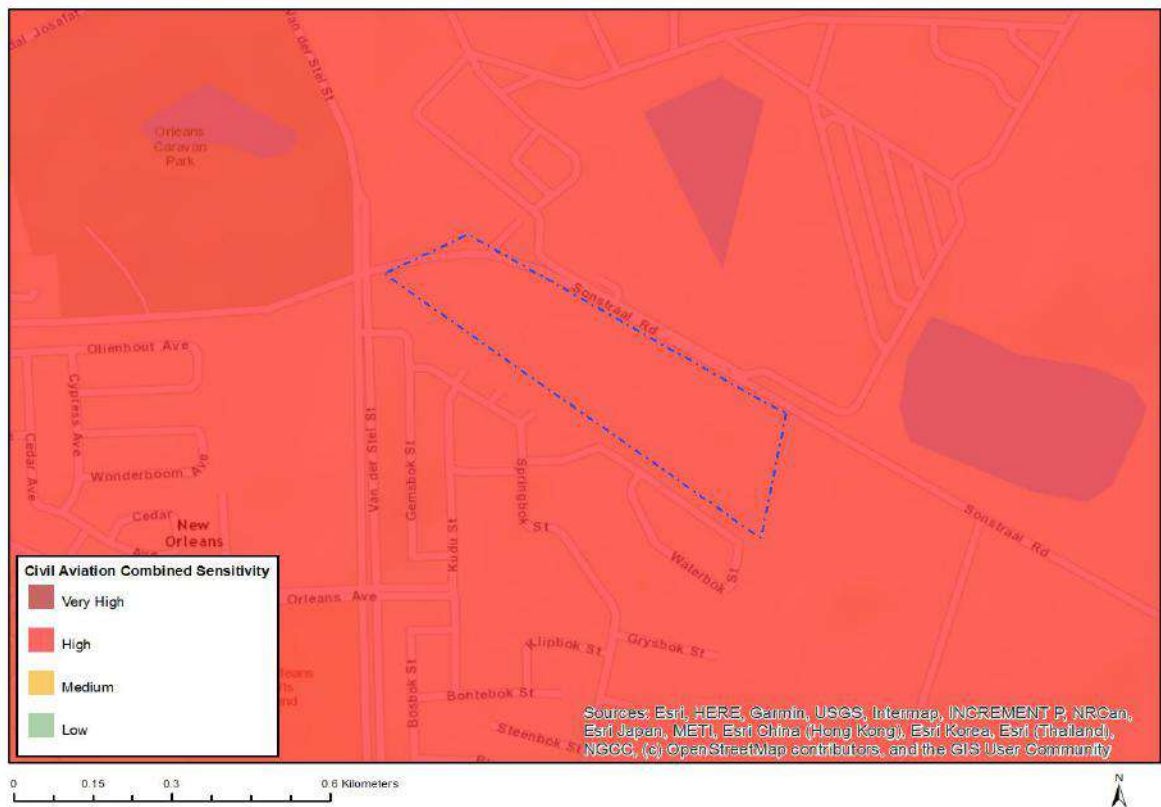 dal Josafat
Van der Stel St
Orleans
Caravan
Park
Sonstraal Rd
Olienhout Ave
Cypress Ave
Cedar Ave
Wonderboom Ave
Cedar
Ave
New
Orleans
Van der Stel St
Gemsbok St
Kudu St
Springbok
St
Waterbok St
Sonstraal Rd
Orleans Ave
Klipbok St
Grysbok St
Bosbok St
Bontebok St
Steenbok St
Civil Aviation Combined Sensitivity
Very High
High
Medium
Low
Sources: Esri, HERE, Garmin, USGS, Intermap, INCREMENT P, NRCan,
Esri Japan, METI, Esri China (Hong Kong), Esri Korea, Esri (Thailand),
NGCC, (c) OpenStreetMap contributors, and the GIS User Community
0 0.15 0.3 0.6 Kilometers
N